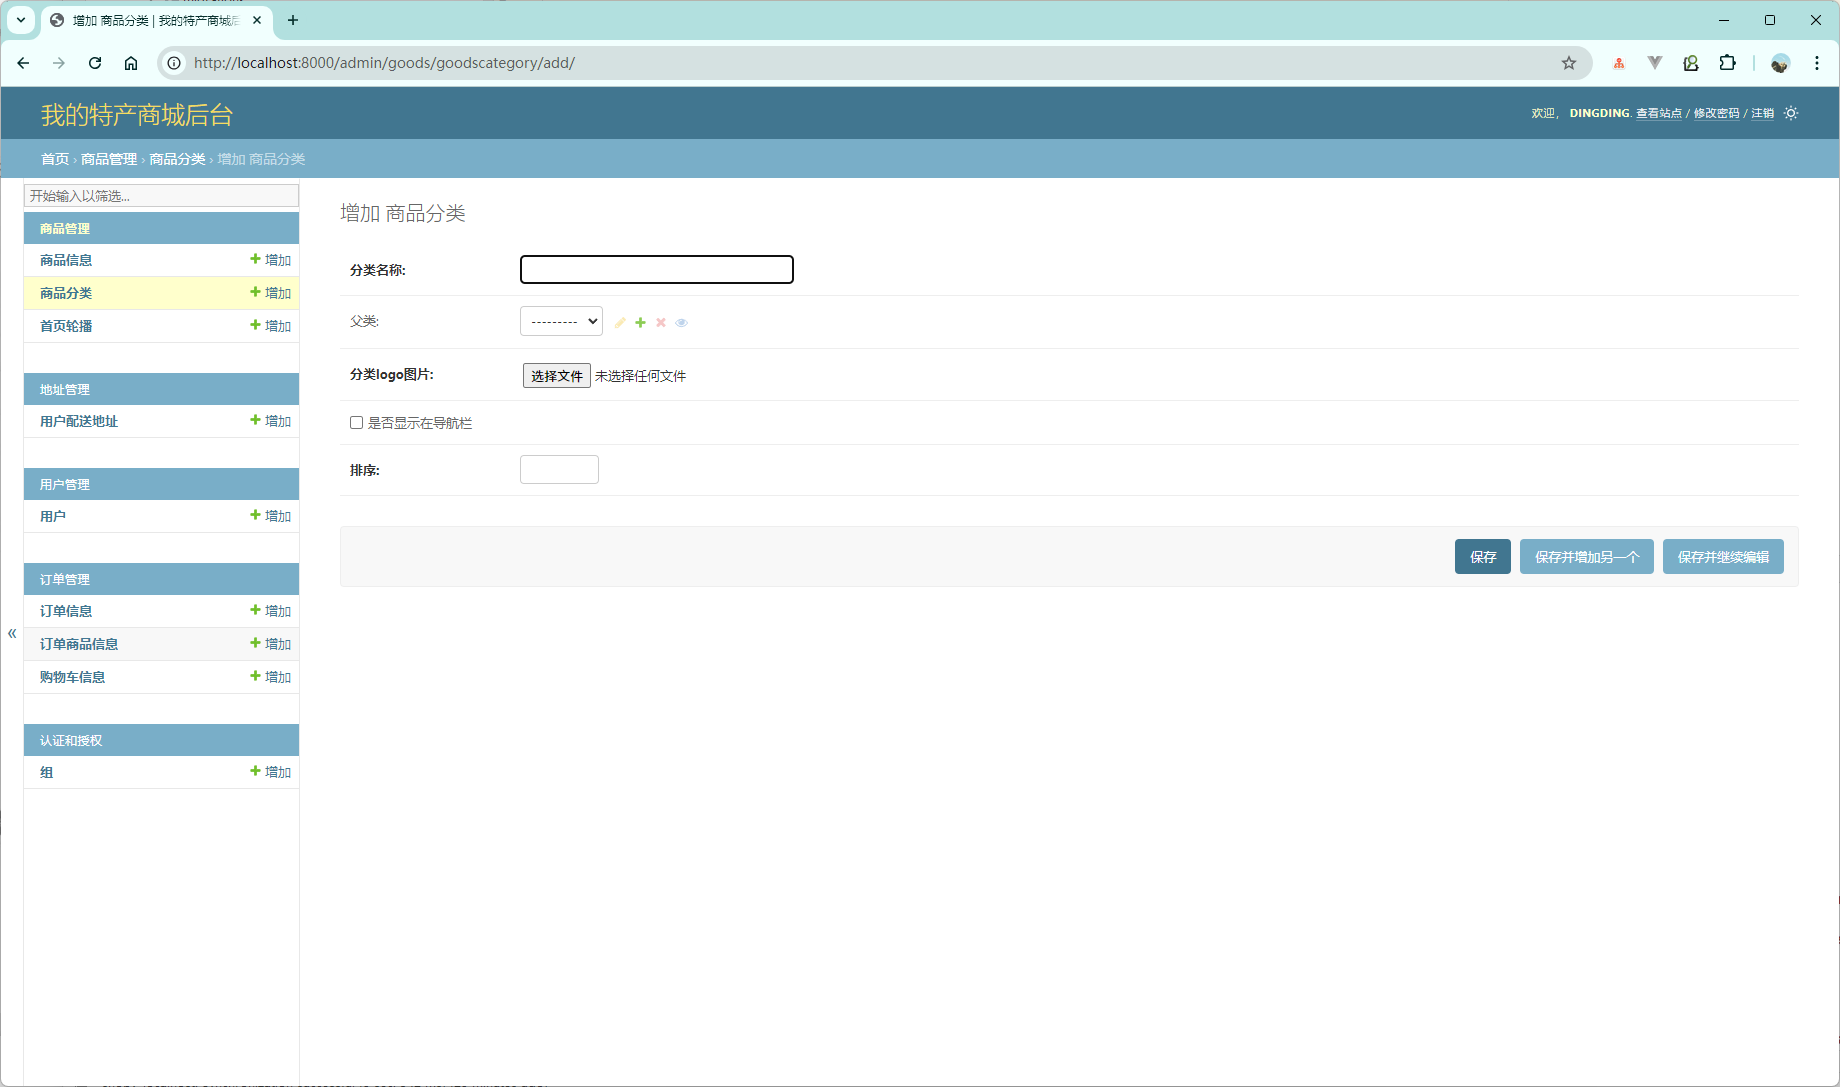 增加 商品分类 | 我的特产商城后
http://localhost:8000/admin/goods/goodscategory/add/
我的特产商城后台
欢迎， DINGDING. 查看站点 / 修改密码 / 注销
首页 › 商品管理 › 商品分类 › 增加 商品分类
开始输入以筛选...
商品管理
商品信息 增加
商品分类 增加
首页轮播 增加
地址管理
用户配送地址 增加
用户管理
用户 增加
订单管理
订单信息 增加
订单商品信息 增加
购物车信息 增加
认证和授权
组 增加
«
增加 商品分类
分类名称:
父类: ---------
分类logo图片: 选择文件 未选择任何文件
是否显示在导航栏
排序:
保存 保存并增加另一个 保存并继续编辑